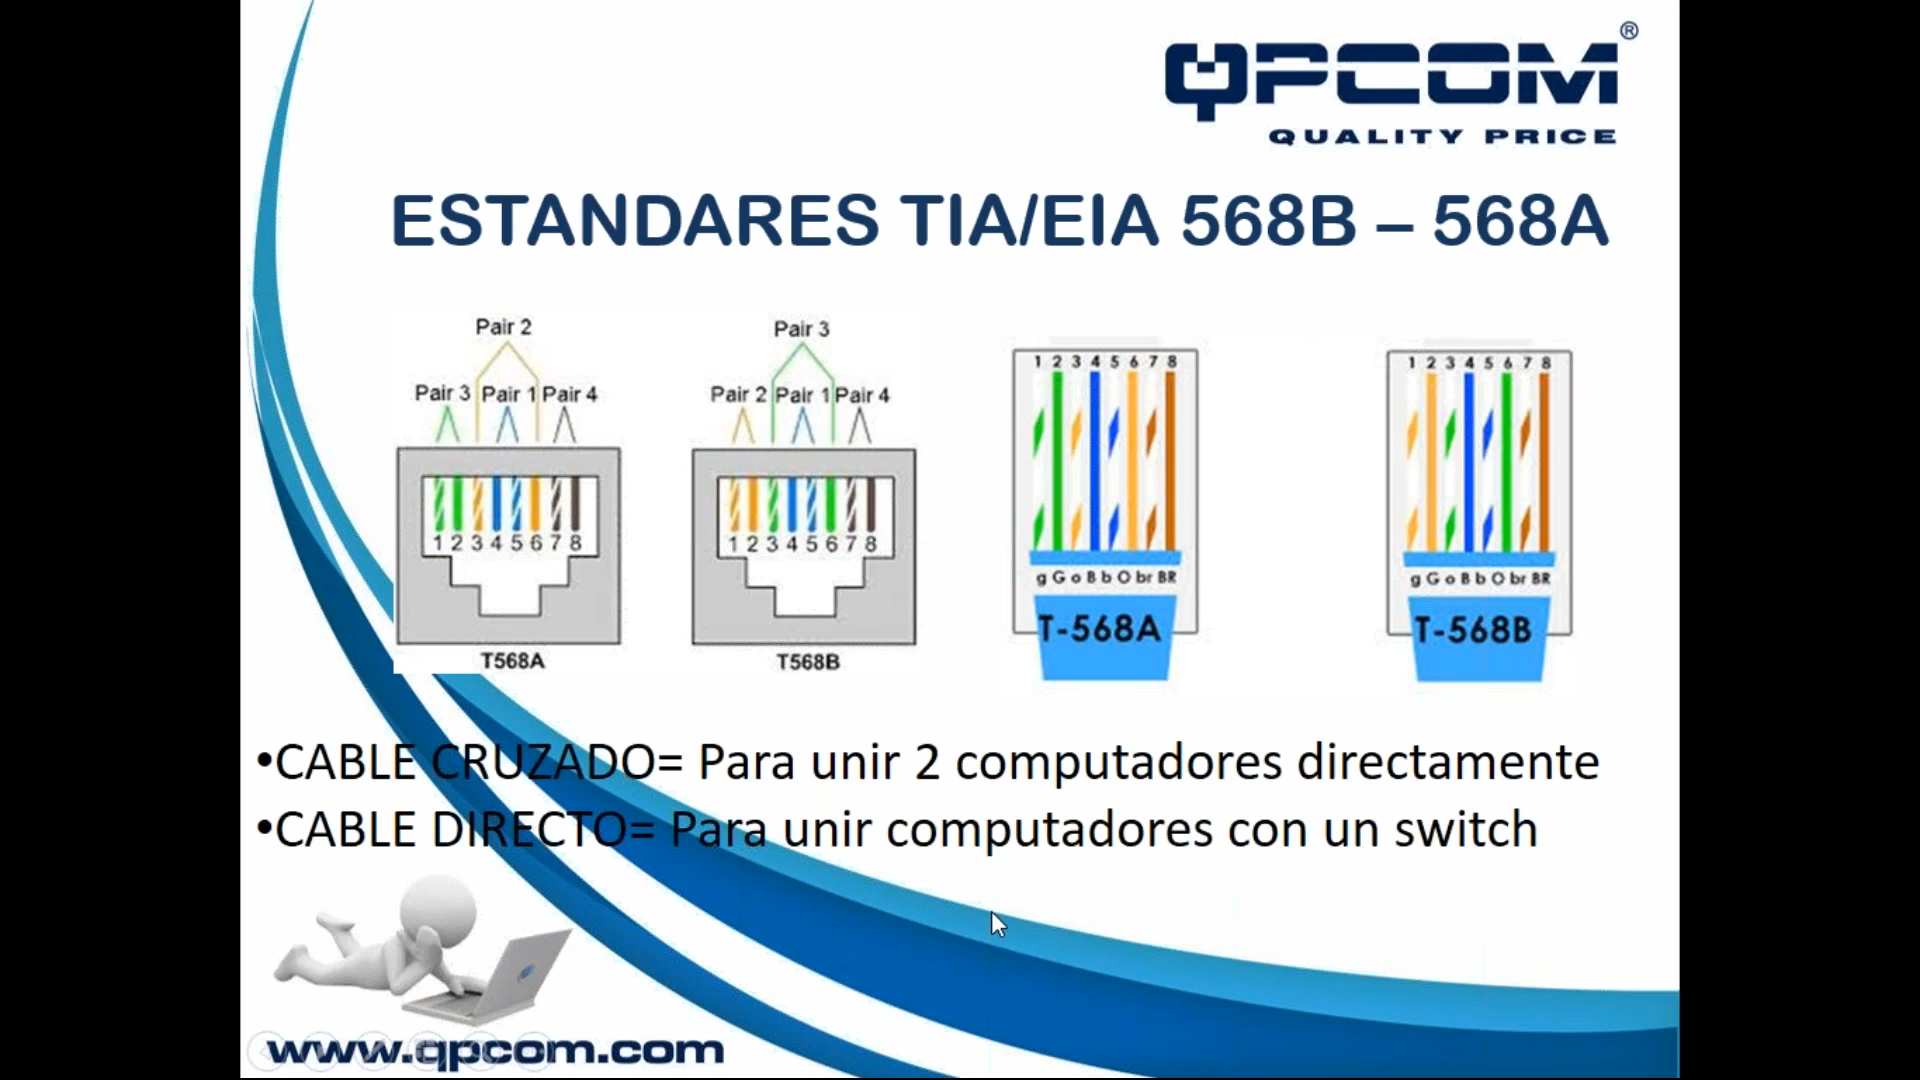 QPCOM®
QUALITY PRICE
ESTANDARES TIA/EIA 568B – 568A
Pair 2
Pair 3 Pair 1 Pair 4
1 2 3 4 5 6 7 8
T568A
Pair 3
Pair 2 Pair 1 Pair 4
1 2 3 4 5 6 7 8
T568B
1 2 3 4 5 6 7 8
g G o B b O br BR
T-568A
1 2 3 4 5 6 7 8
g G o B b O br BR
T-568B
•CABLE CRUZADO= Para unir 2 computadores directamente
•CABLE DIRECTO= Para unir computadores con un switch
www.qpcom.com